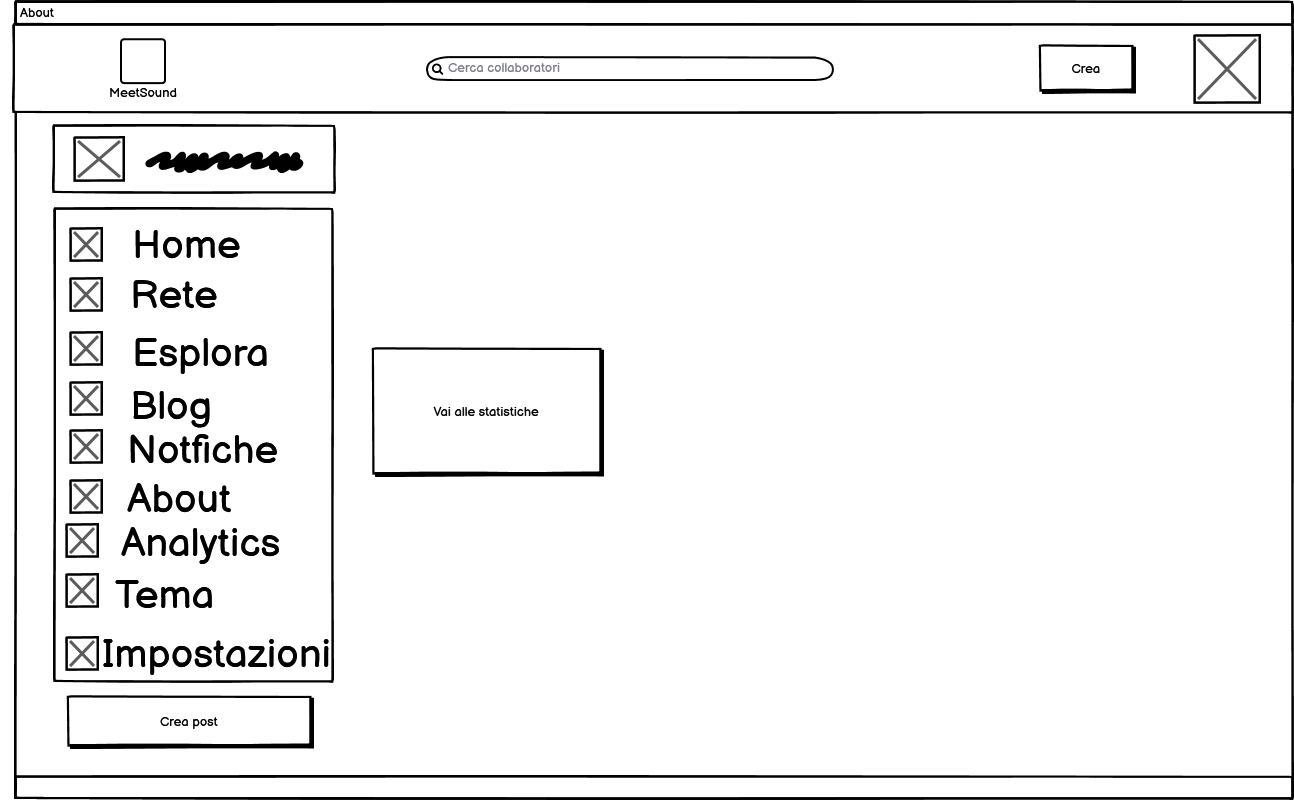 About
MeetSound
Cerca collaboratori
Crea
Home
Rete
Esplora
Blog
Notfiche
About
Analytics
Tema
Impostazioni
Vai alle statistiche
Crea post